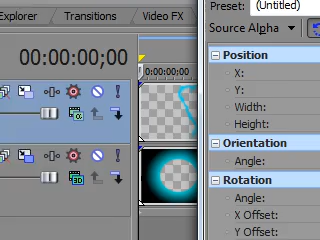 Explorer Transitions Video FX
00:00:00;00
0:00:00:00
Preset: (Untitled)
Source Alpha
Position
X:
Y:
Width:
Height:
Orientation
Angle:
Rotation
Angle:
X Offset:
Y Offset: